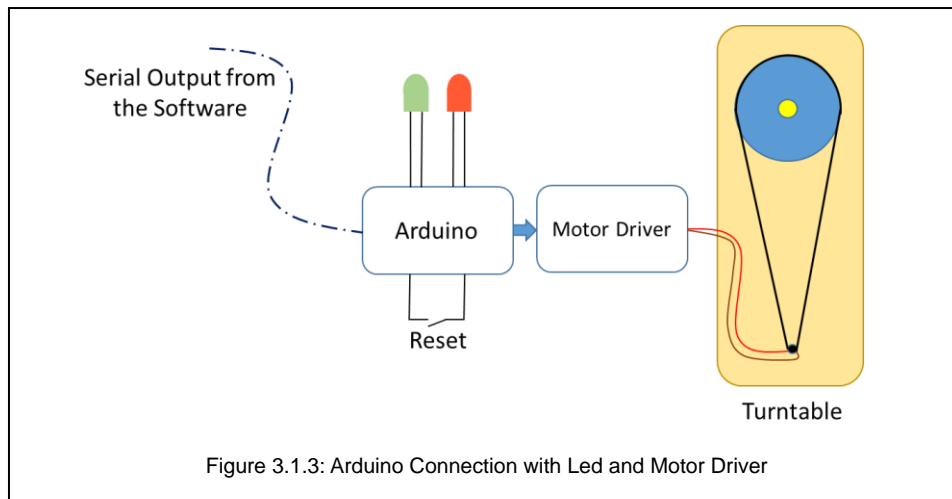 Serial Output from
the Software
Arduino
Motor Driver
Reset
Turntable
Figure 3.1.3: Arduino Connection with Led and Motor Driver